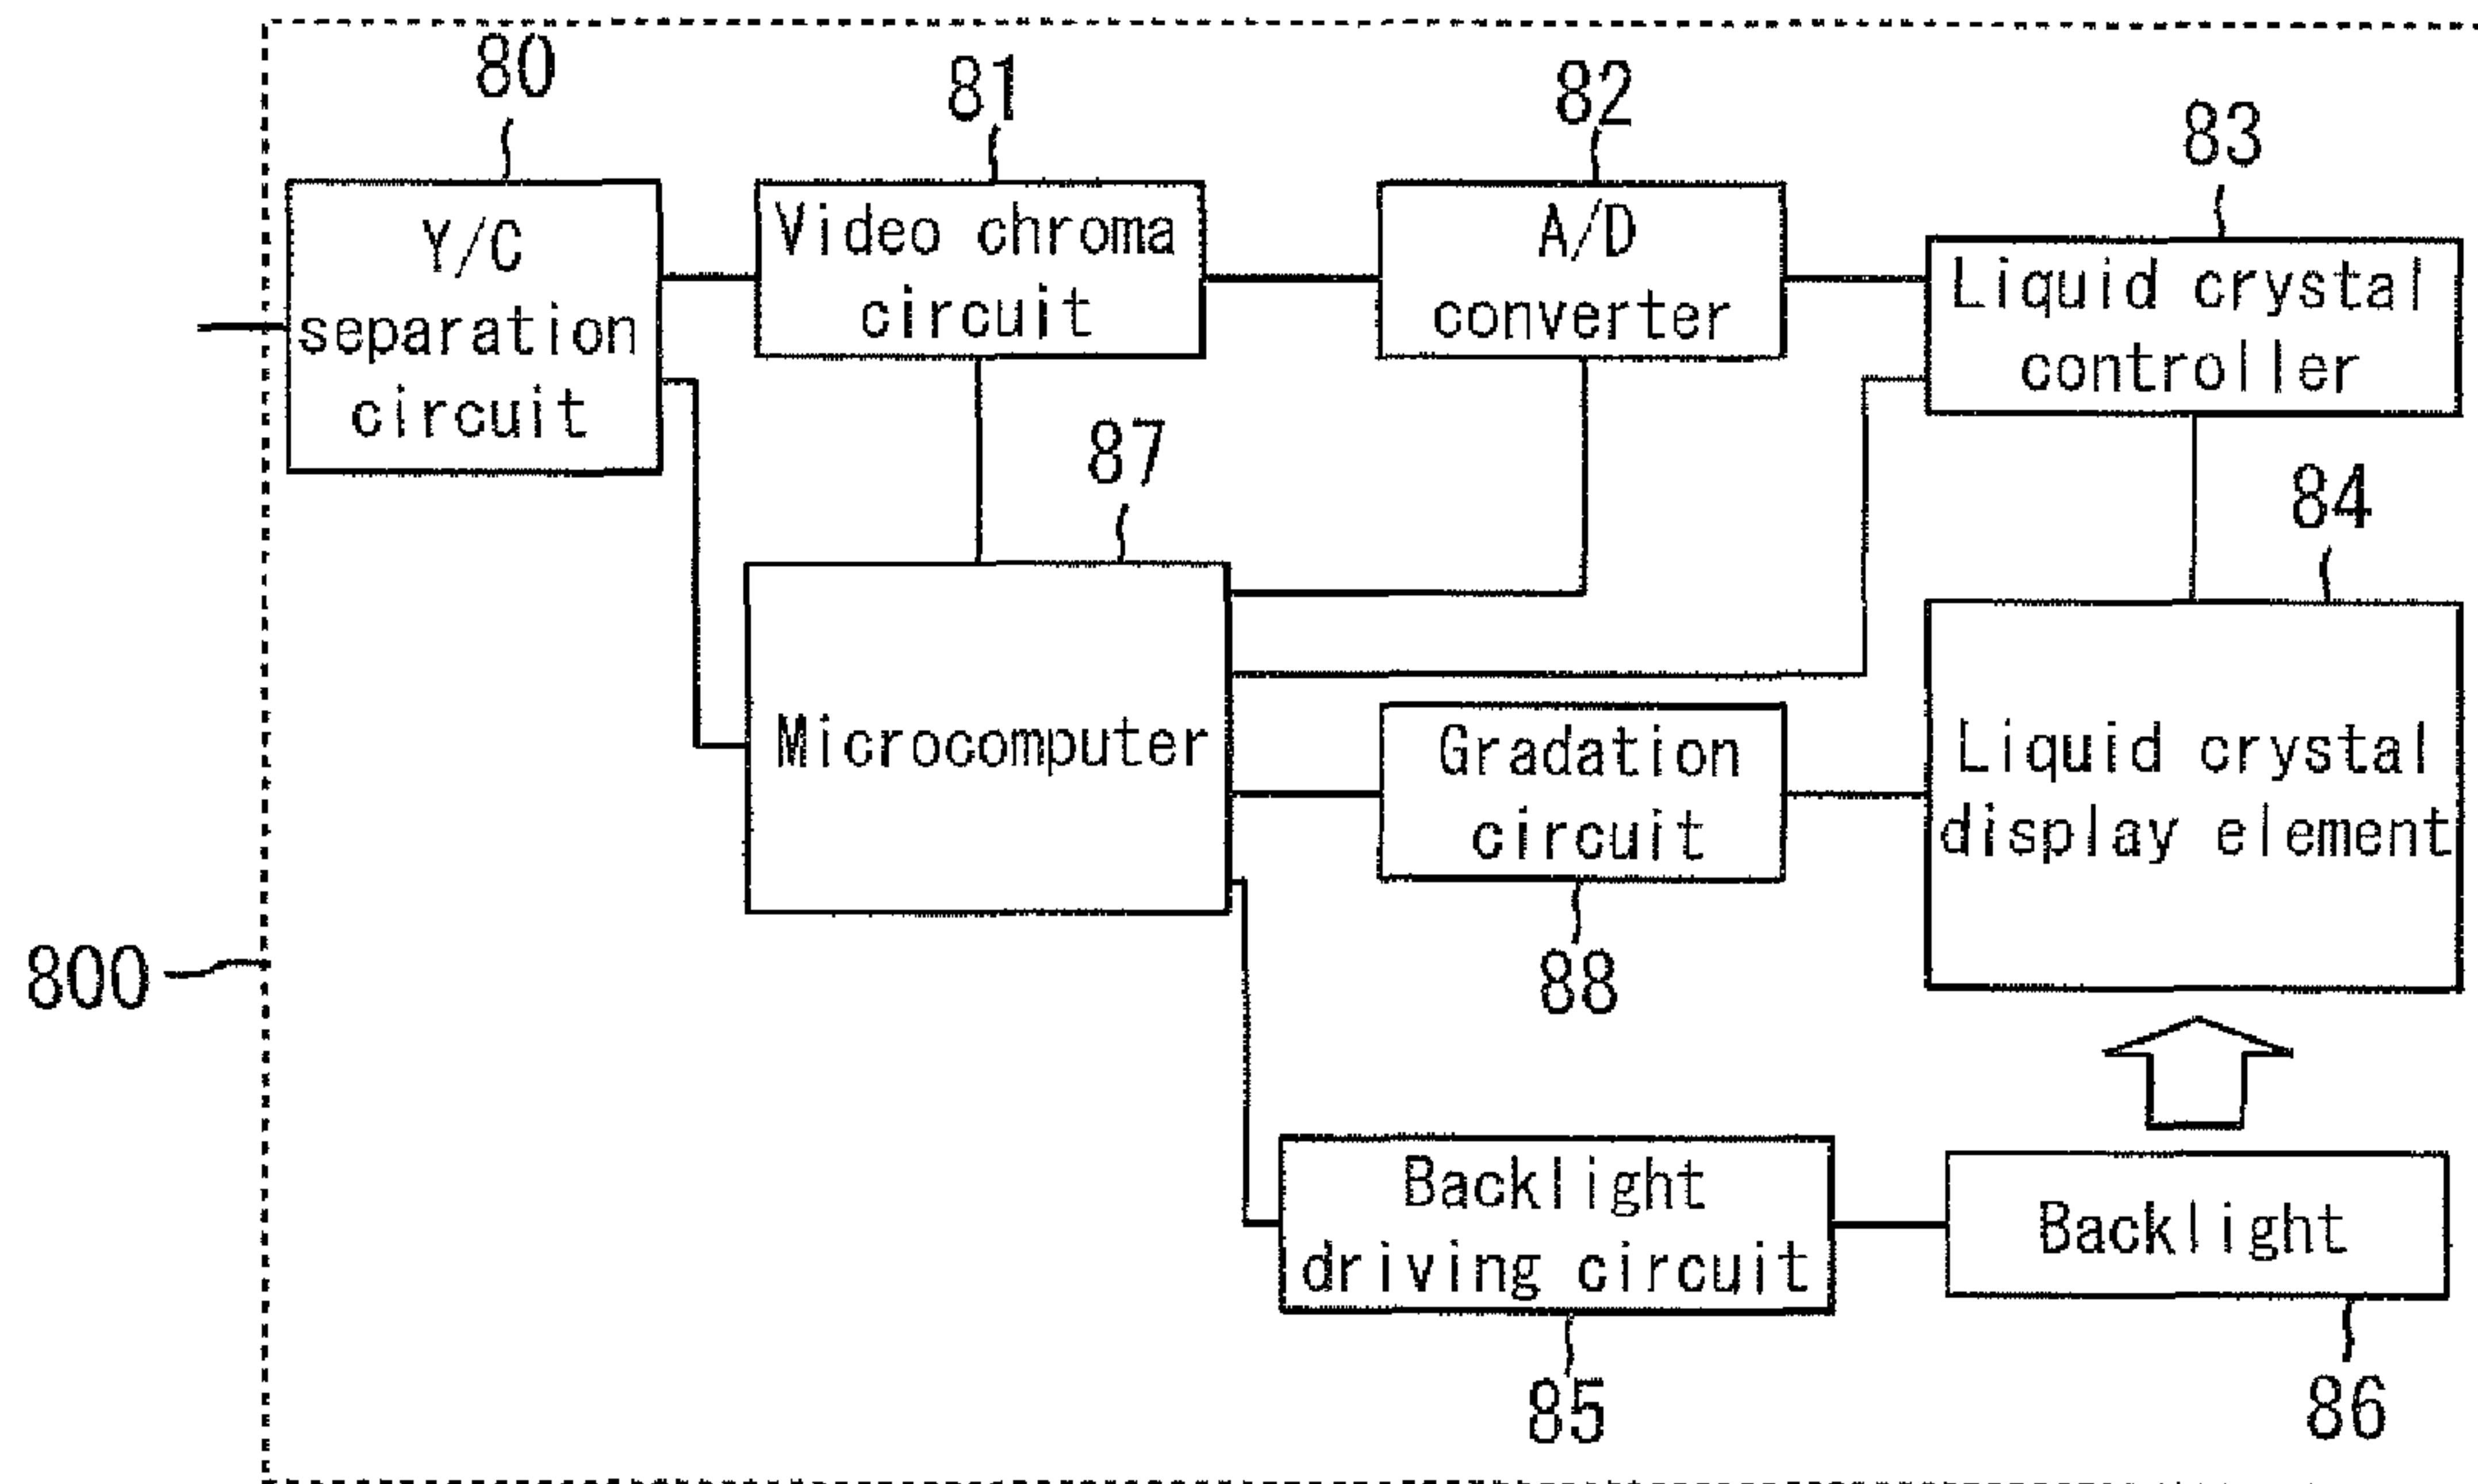 80
81
82
83
Y/C
separation
circuit
Video chroma
circuit
A/D
converter
Liquid crystal
controller
87
84
Microcomputer
Gradation
circuit
Liquid crystal
display element
800
88
Backlight
driving circuit
Backlight
85
86